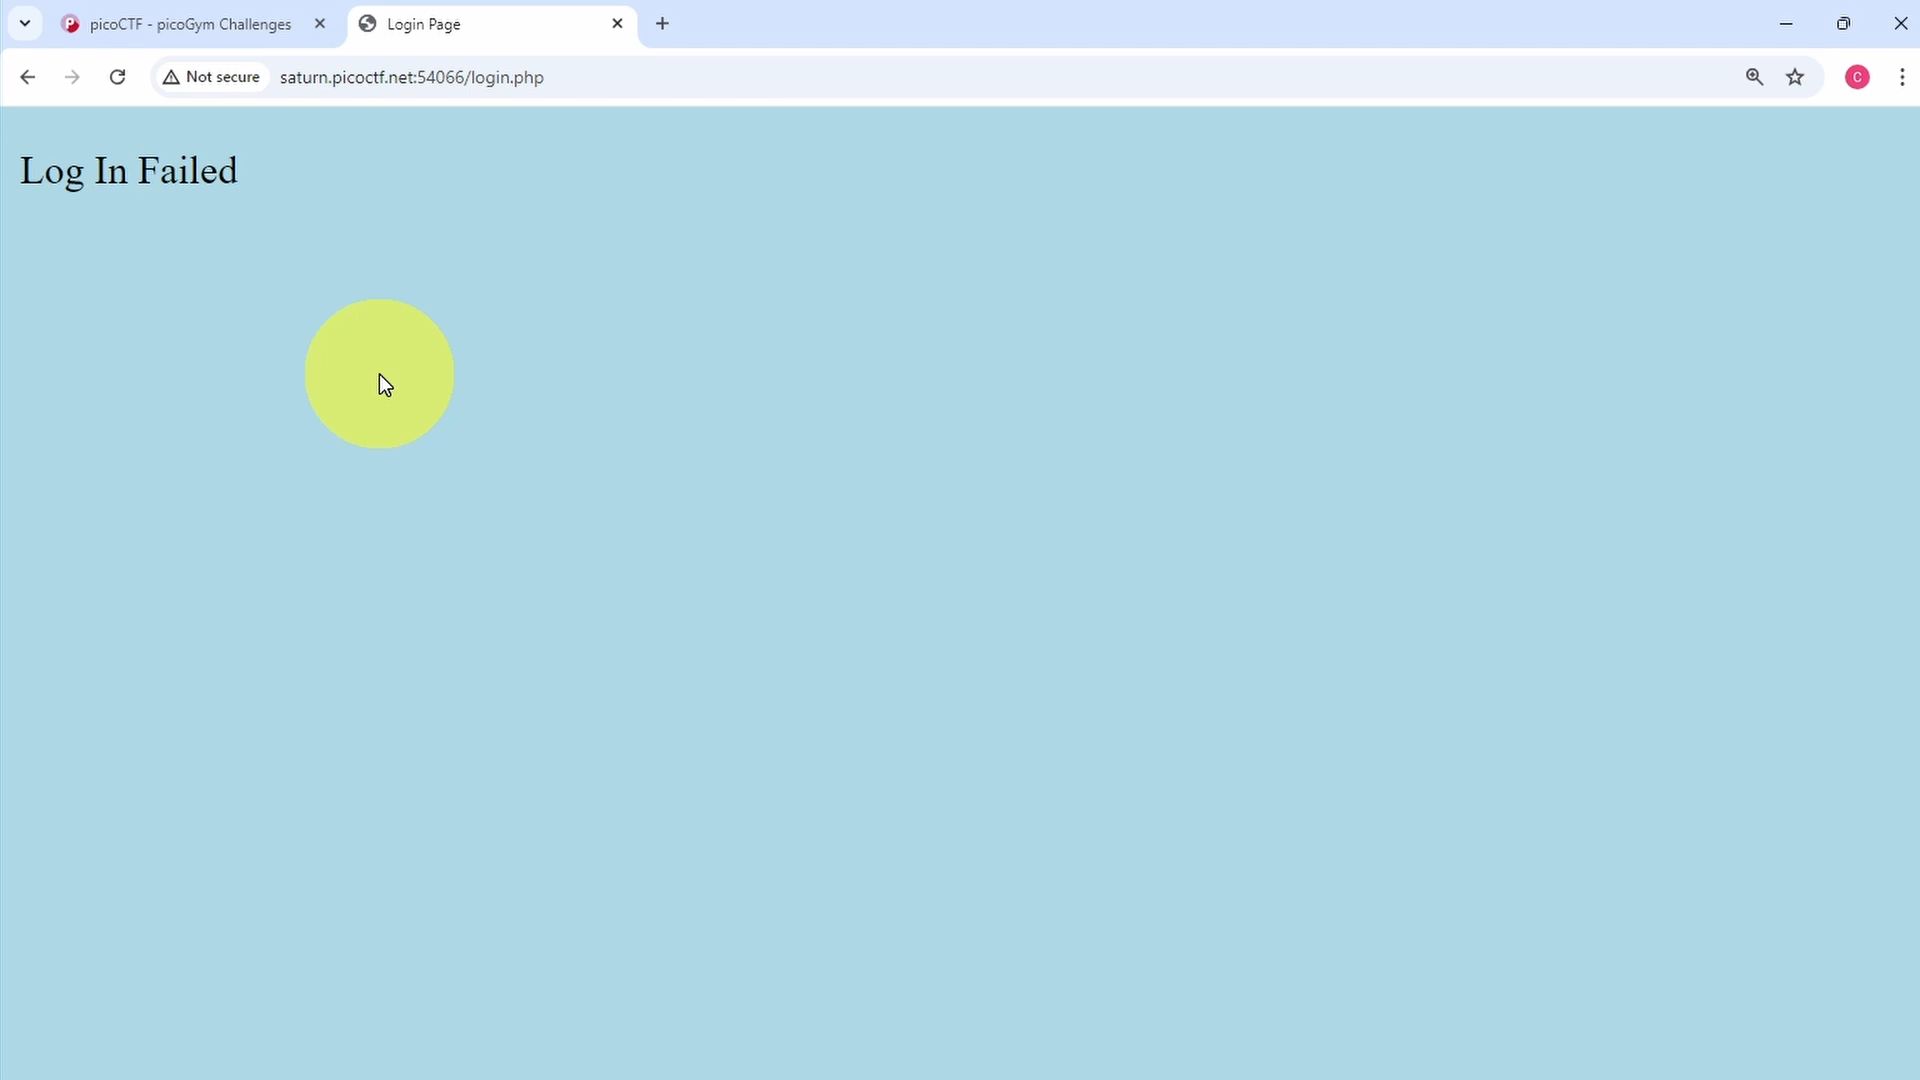 picoCTF - picoGym Challenges
Login Page
Not secure
saturn.picoctf.net:54066/login.php
C
Log In Failed